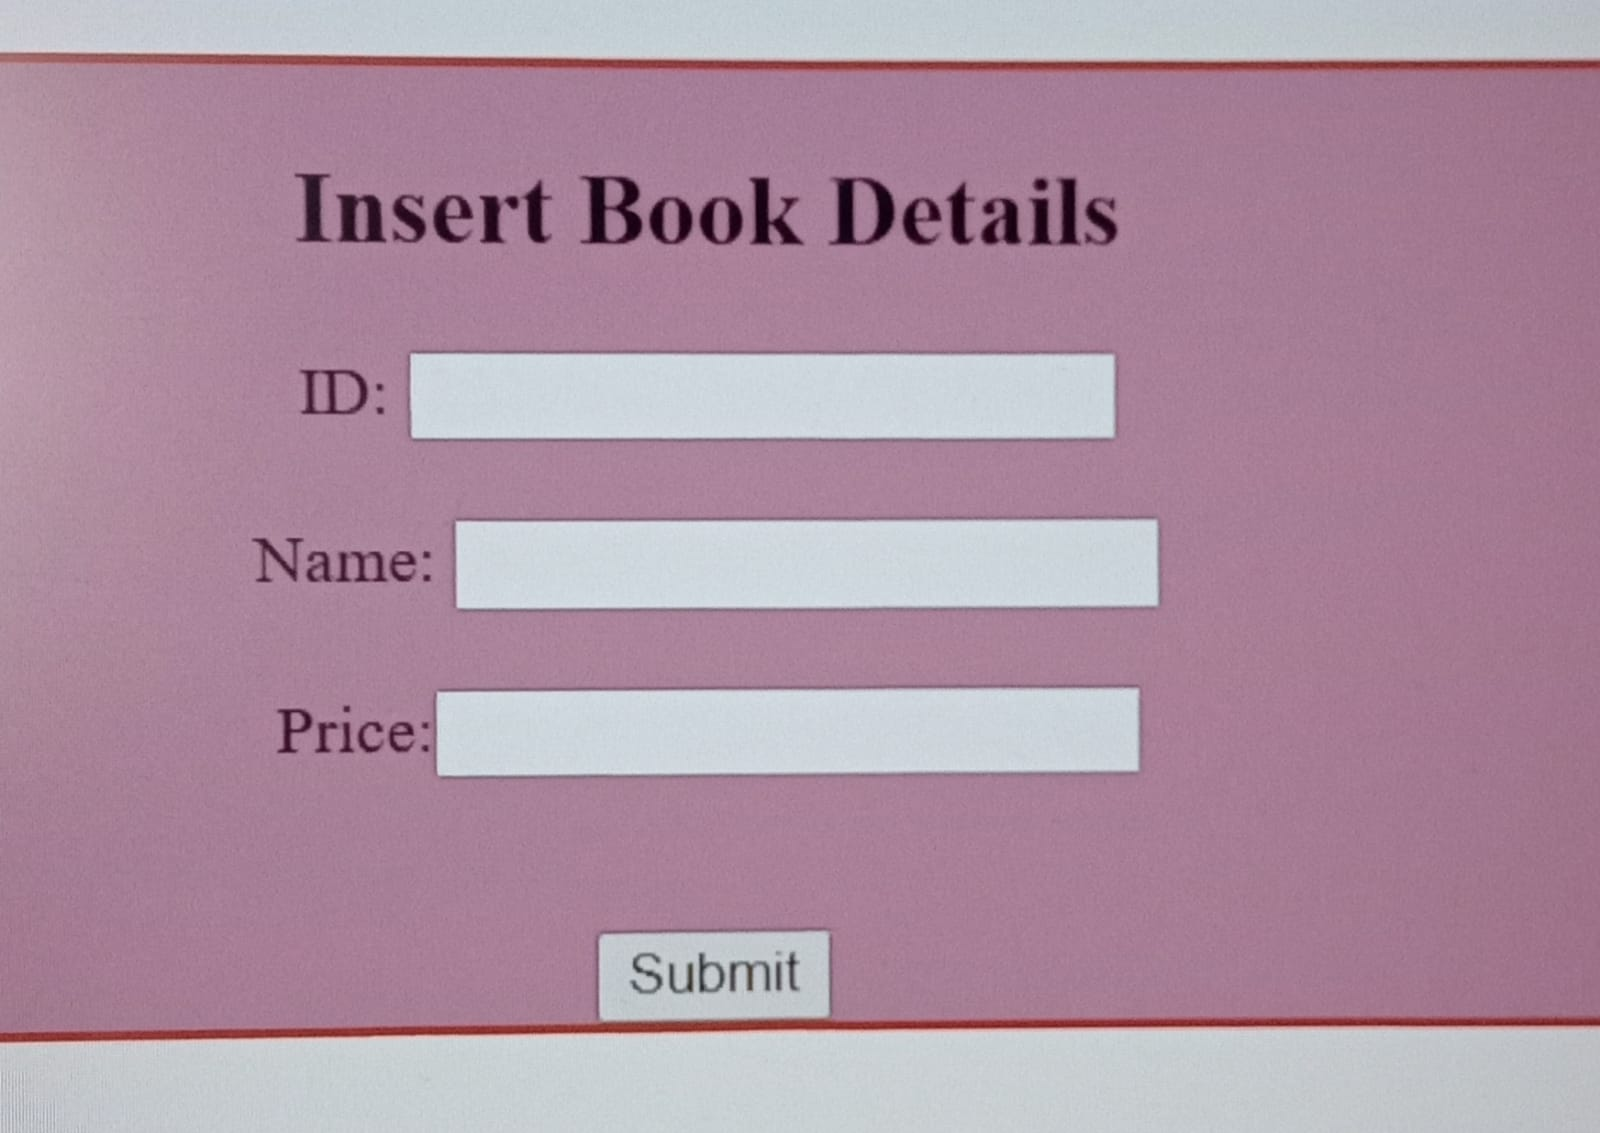 Insert Book Details
ID:
Name:
Price:
Submit